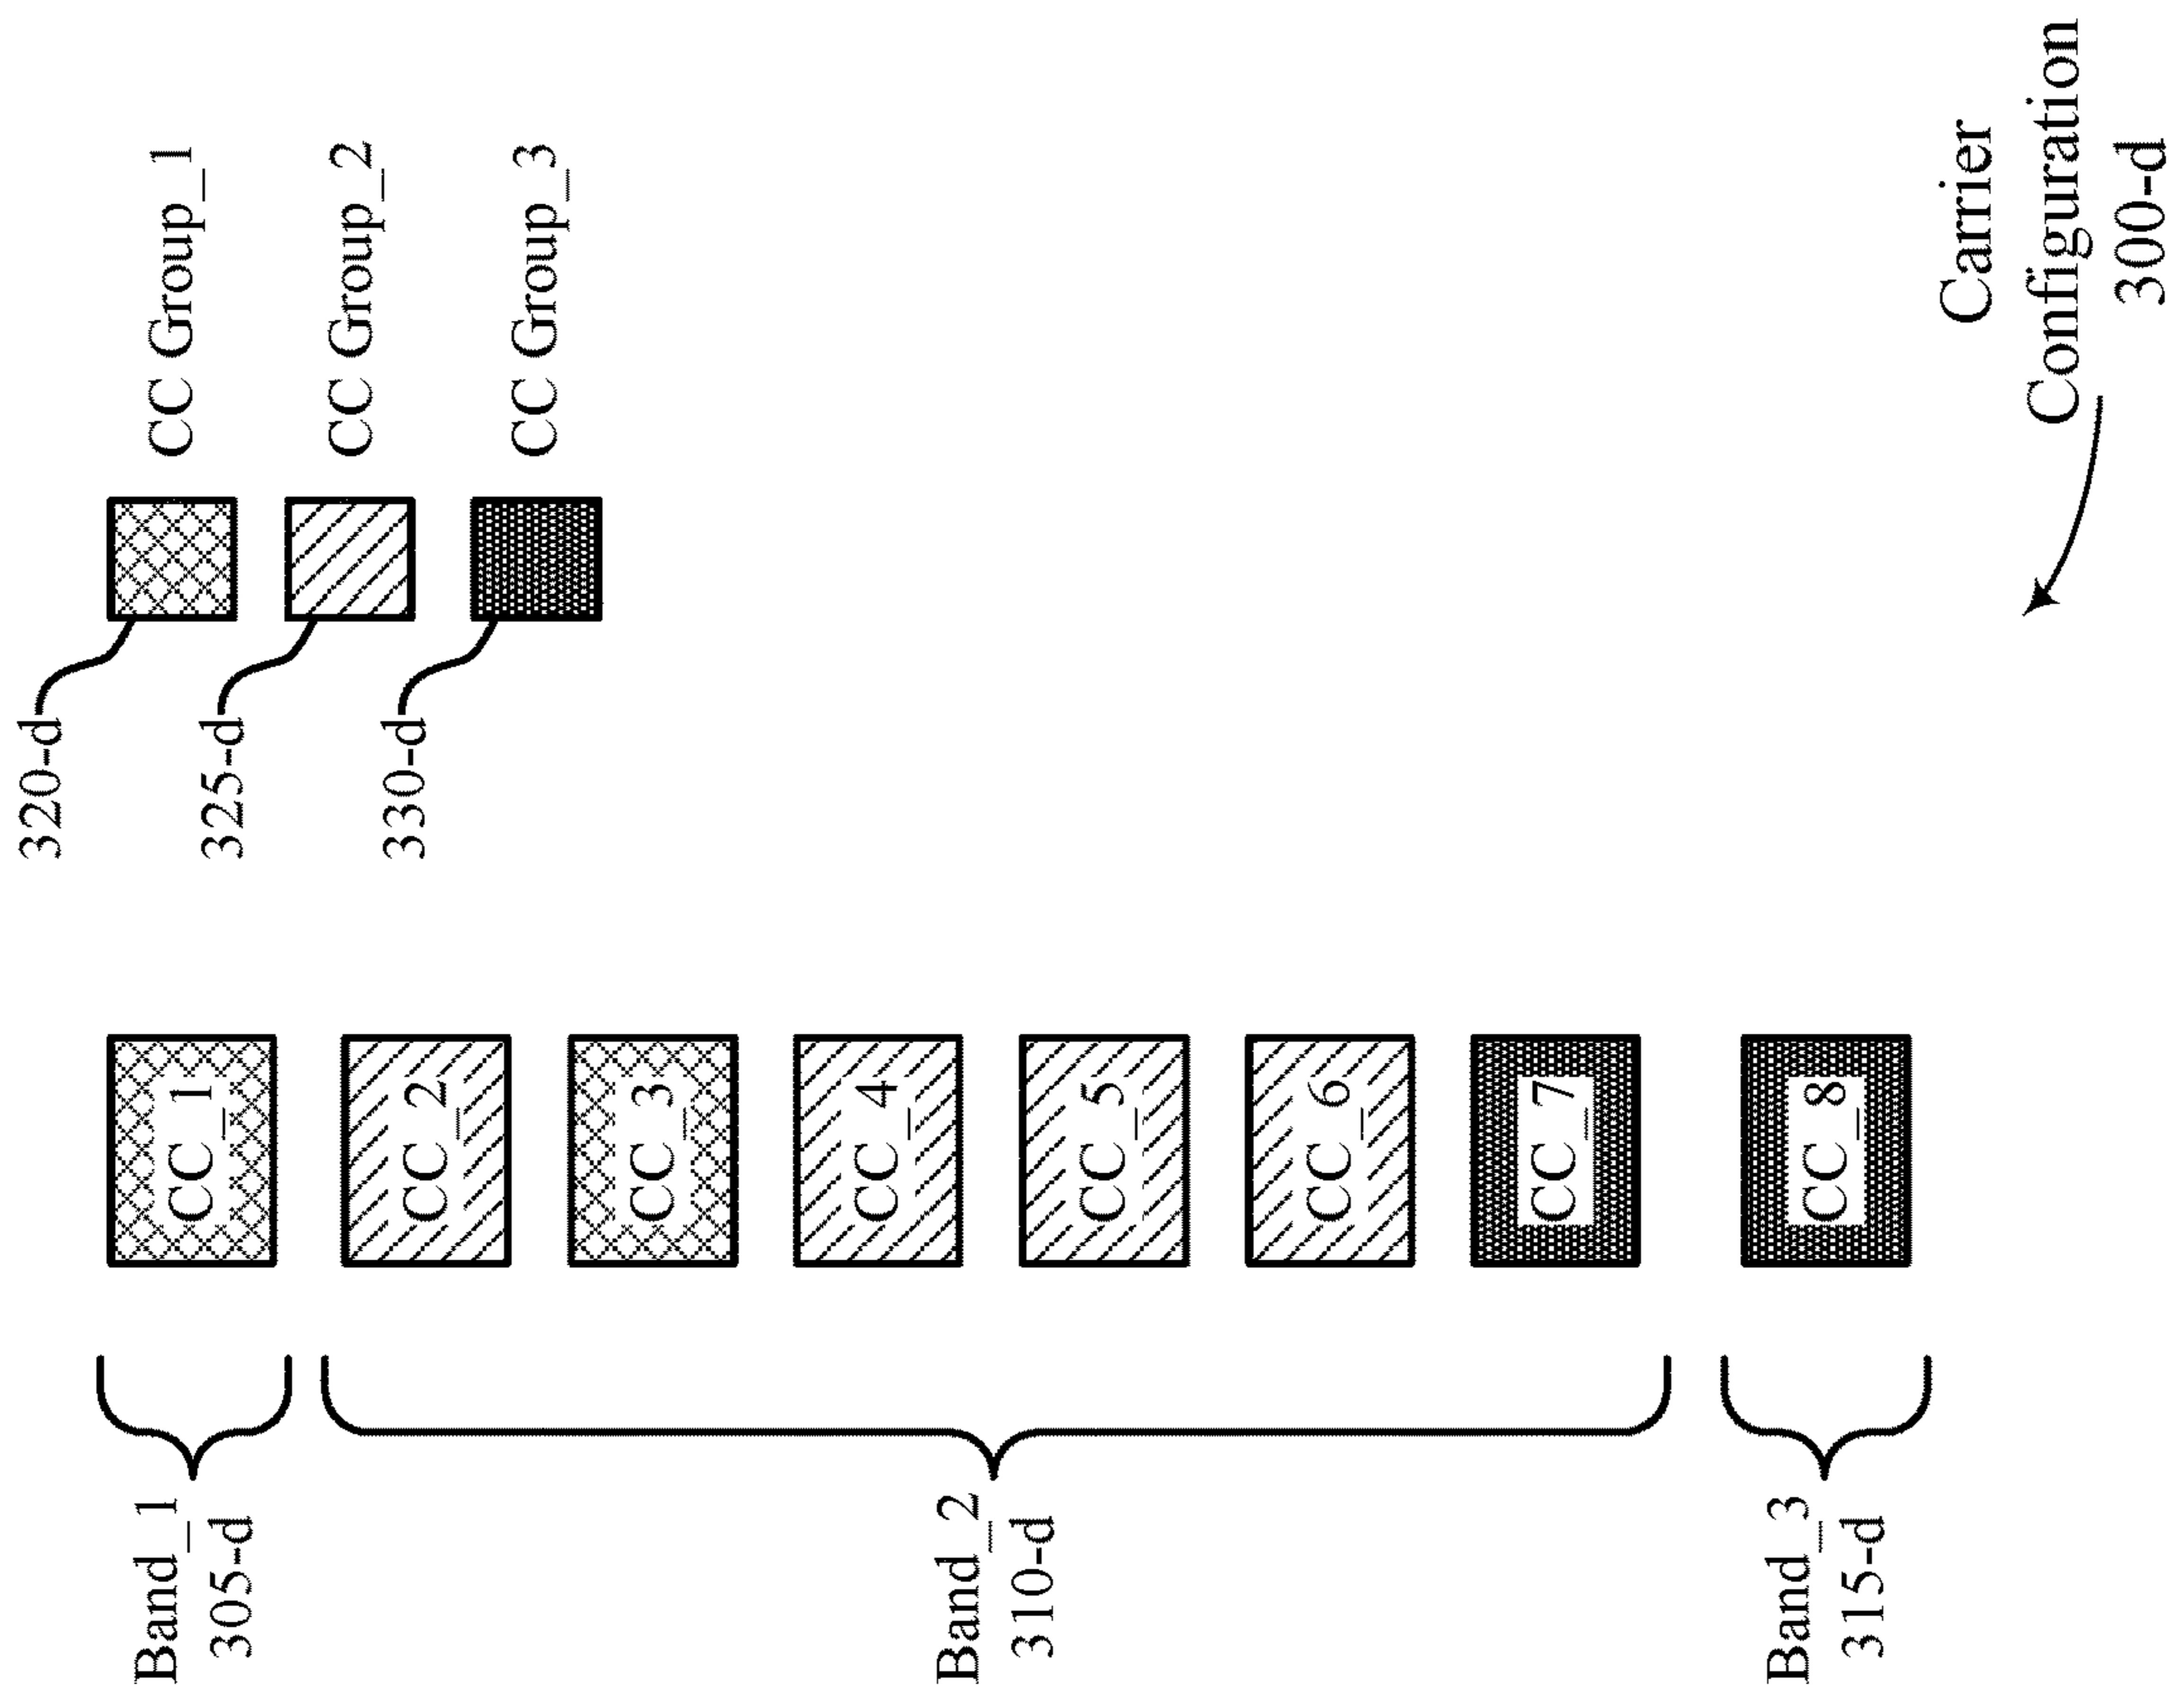 Band_1
305-d
Band_2
310-d
Band_3
315-d
CC_1
CC_2
CC_3
CC_4
CC_5
CC_6
CC_7
CC_8
320-d
CC Group_1
325-d
CC Group_2
330-d
CC Group_3
Carrier
Configuration
300-d